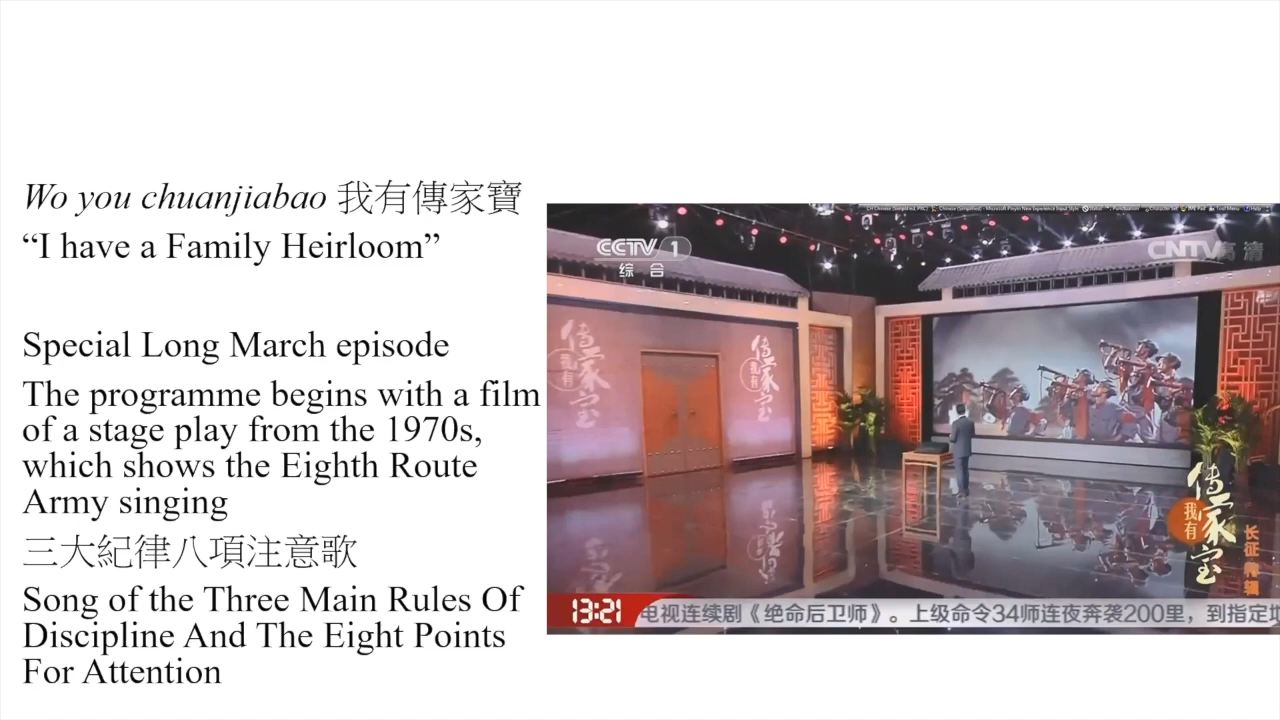 Wo you chuanjiabao 我有傳家寶
“I have a Family Heirloom”
Special Long March episode
The programme begins with a film
of a stage play from the 1970s,
which shows the Eighth Route
Army singing
三大紀律八項注意歌
Song of the Three Main Rules Of
Discipline And The Eight Points
For Attention
CCTV 1
综合
CNTV高清
我有
传家宝
我有
传家宝
我有
传家宝
长征
13:21
电视连续剧《绝命后卫师》。上级命令34师连夜奔袭200里，到指定地